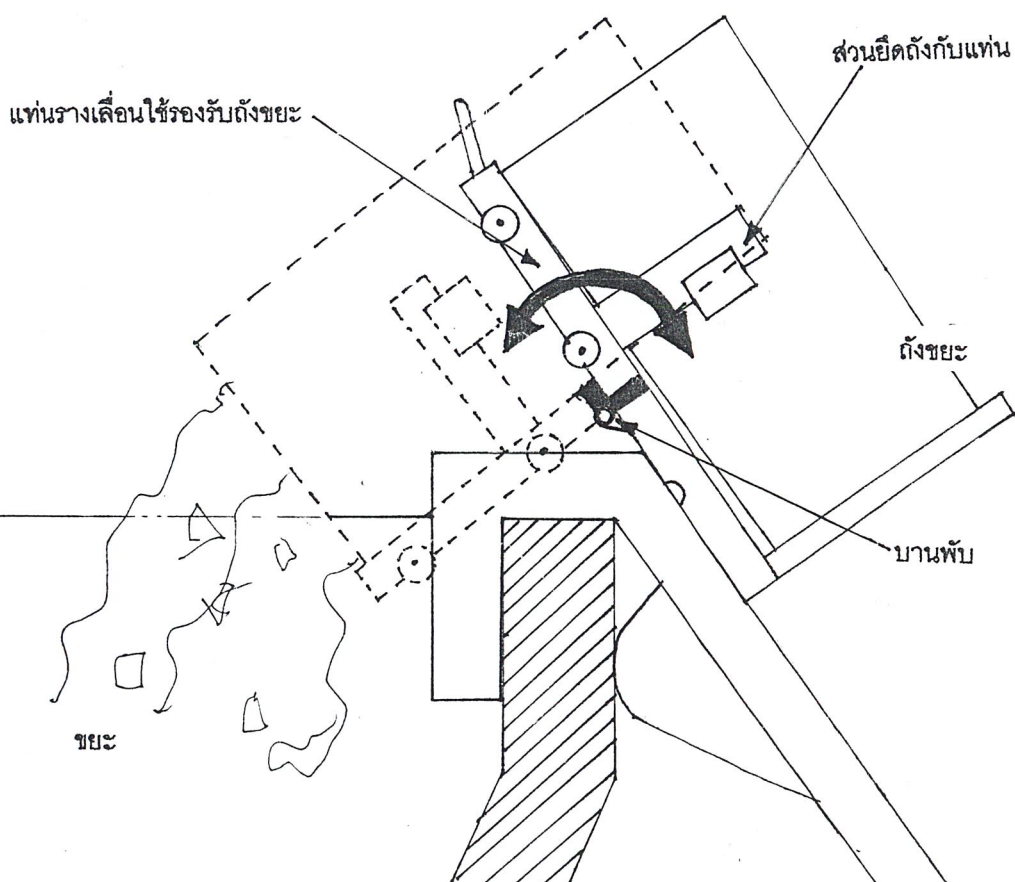 ส่วนยึดถังกับแท่น
แท่นรางเลื่อนใช้รองรับถังขยะ
ถังขยะ
บานพับ
ขยะ